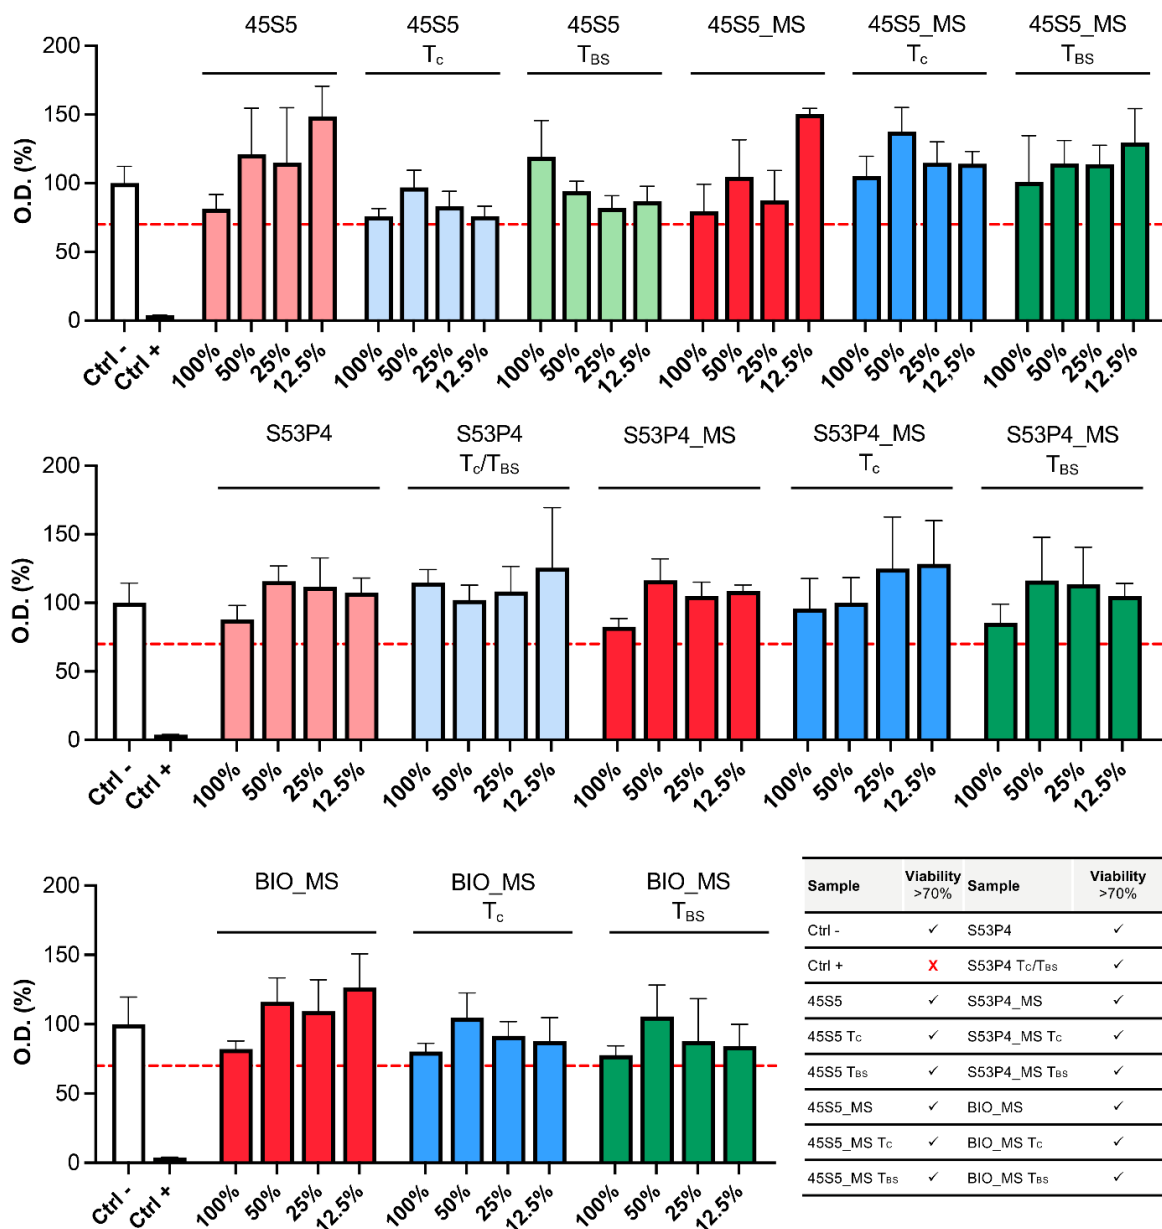 45S5 45S5 45S5 45S5_MS 45S5_MS 45S5_MS
Tc TBS Tc TBS
200
150
100
50
0
O.D. (%)
Ctrl - Ctrl + 100% 50% 25% 12.5% 100% 50% 25% 12.5% 100% 50% 25% 12.5% 100% 50% 25% 12.5% 100% 50% 25% 12,5% 100% 50% 25% 12.5%
S53P4 S53P4 S53P4_MS S53P4_MS S53P4_MS
Tc/TBS Tc TBS
200
150
100
50
0
O.D. (%)
Ctrl - Ctrl + 100% 50% 25% 12.5% 100% 50% 25% 12.5% 100% 50% 25% 12.5% 100% 50% 25% 12.5% 100% 50% 25% 12.5%
BIO_MS BIO_MS BIO_MS
Tc TBS
200
150
100
50
0
O.D. (%)
Ctrl - Ctrl + 100% 50% 25% 12.5% 100% 50% 25% 12.5% 100% 50% 25% 12.5%
Sample Viability >70% Sample Viability >70%
Ctrl - ✓ S53P4 ✓
Ctrl + X S53P4 TC/TBS ✓
45S5 ✓ S53P4_MS ✓
45S5 TC ✓ S53P4_MS TC ✓
45S5 TBS ✓ S53P4_MS TBS ✓
45S5_MS ✓ BIO_MS ✓
45S5_MS TC ✓ BIO_MS TC ✓
45S5_MS TBS ✓ BIO_MS TBS ✓